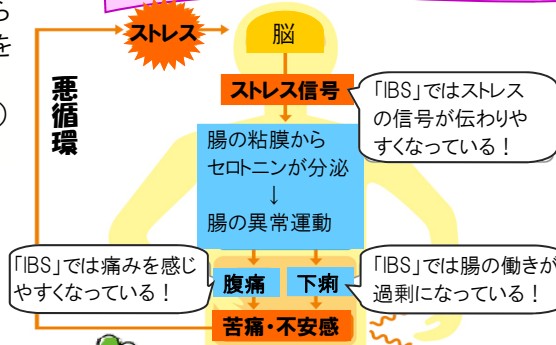 ら
を
)
ストレス
脳
悪循環
ストレス信号
「IBS」ではストレス
の信号が伝わりや
すくなっている！
腸の粘膜から
セロトニンが分泌
↓
腸の異常運動
「IBS」では痛みを感じ
やすくなっている！
腹痛
下痢
「IBS」では腸の働きが
過剰になっている！
苦痛・不安感